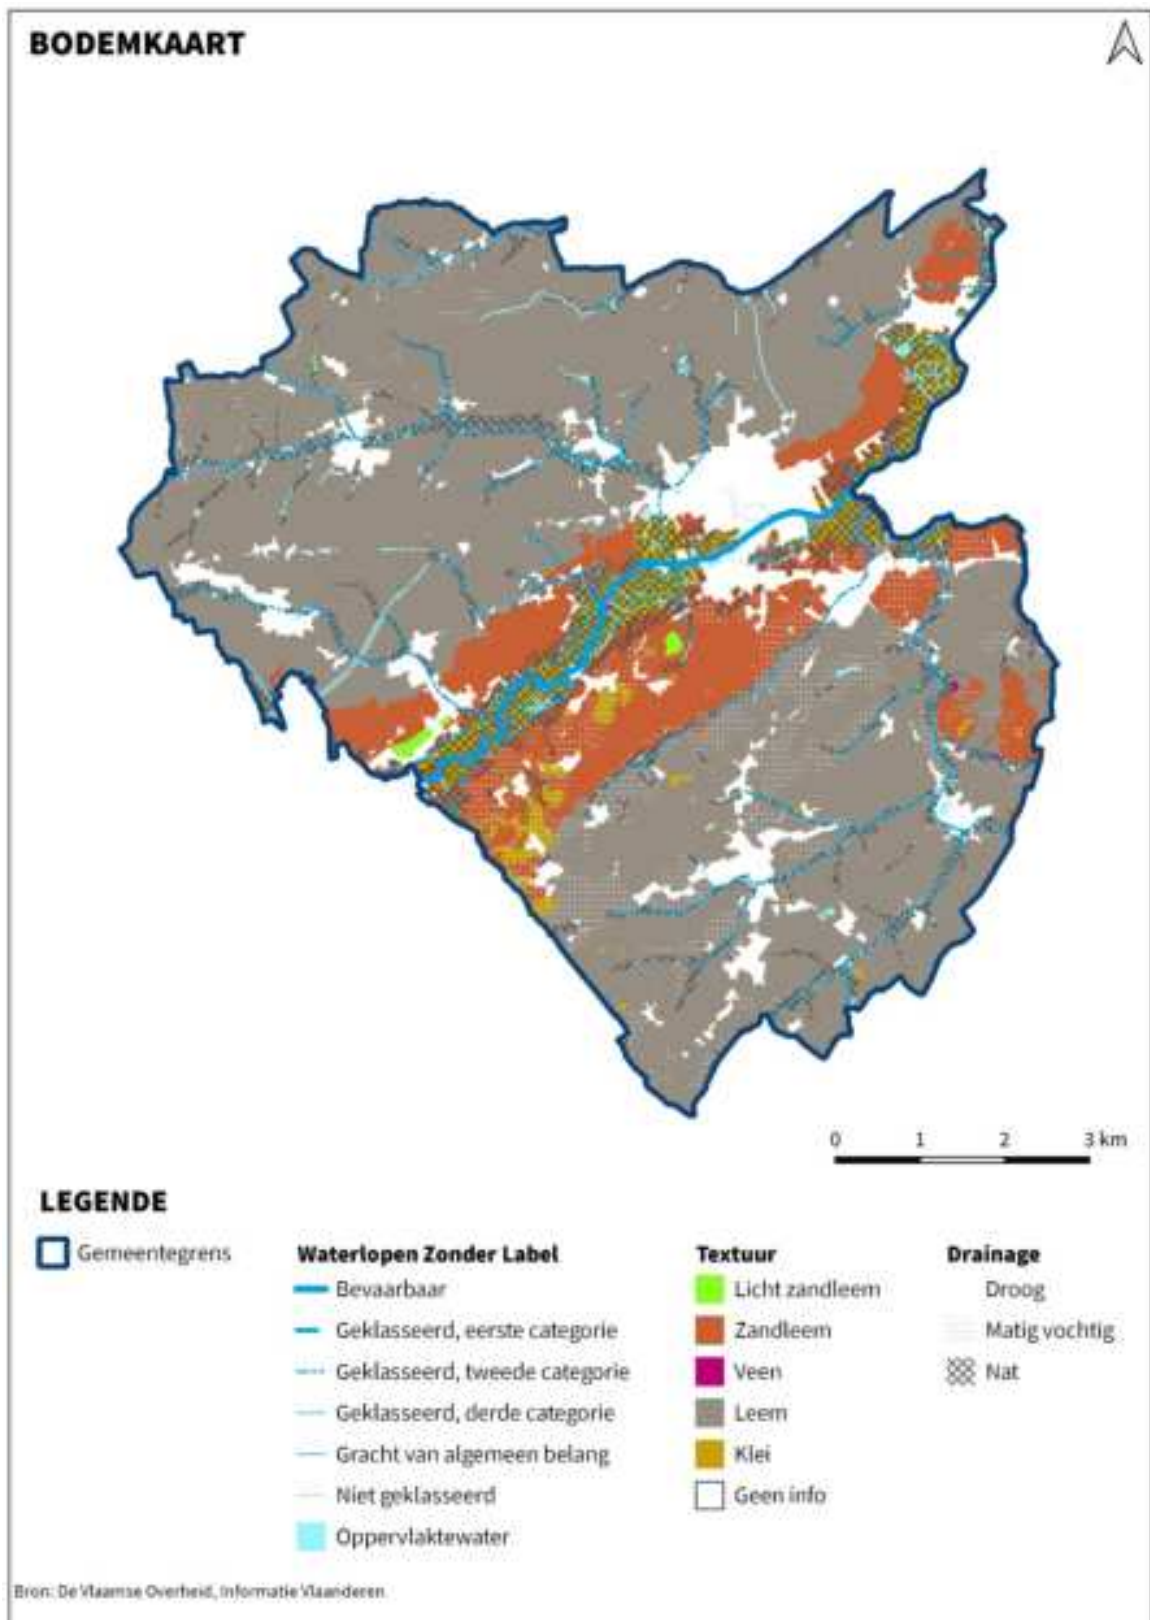 BODEMKAART
0 1 2 3 km
LEGENDE
Gemeentegrens
Waterlopen Zonder Label
Bevaarbaar
Geklasseerd, eerste categorie
Geklasseerd, tweede categorie
Geklasseerd, derde categorie
Gracht van algemeen belang
Niet geklasseerd
Oppervlaktewater
Textuur
Licht zandleem
Zandleem
Veen
Leem
Klei
Geen info
Drainage
Droog
Matig vochtig
Nat
Bron: De Vlaamse Overheid, Informatie Vlaanderen